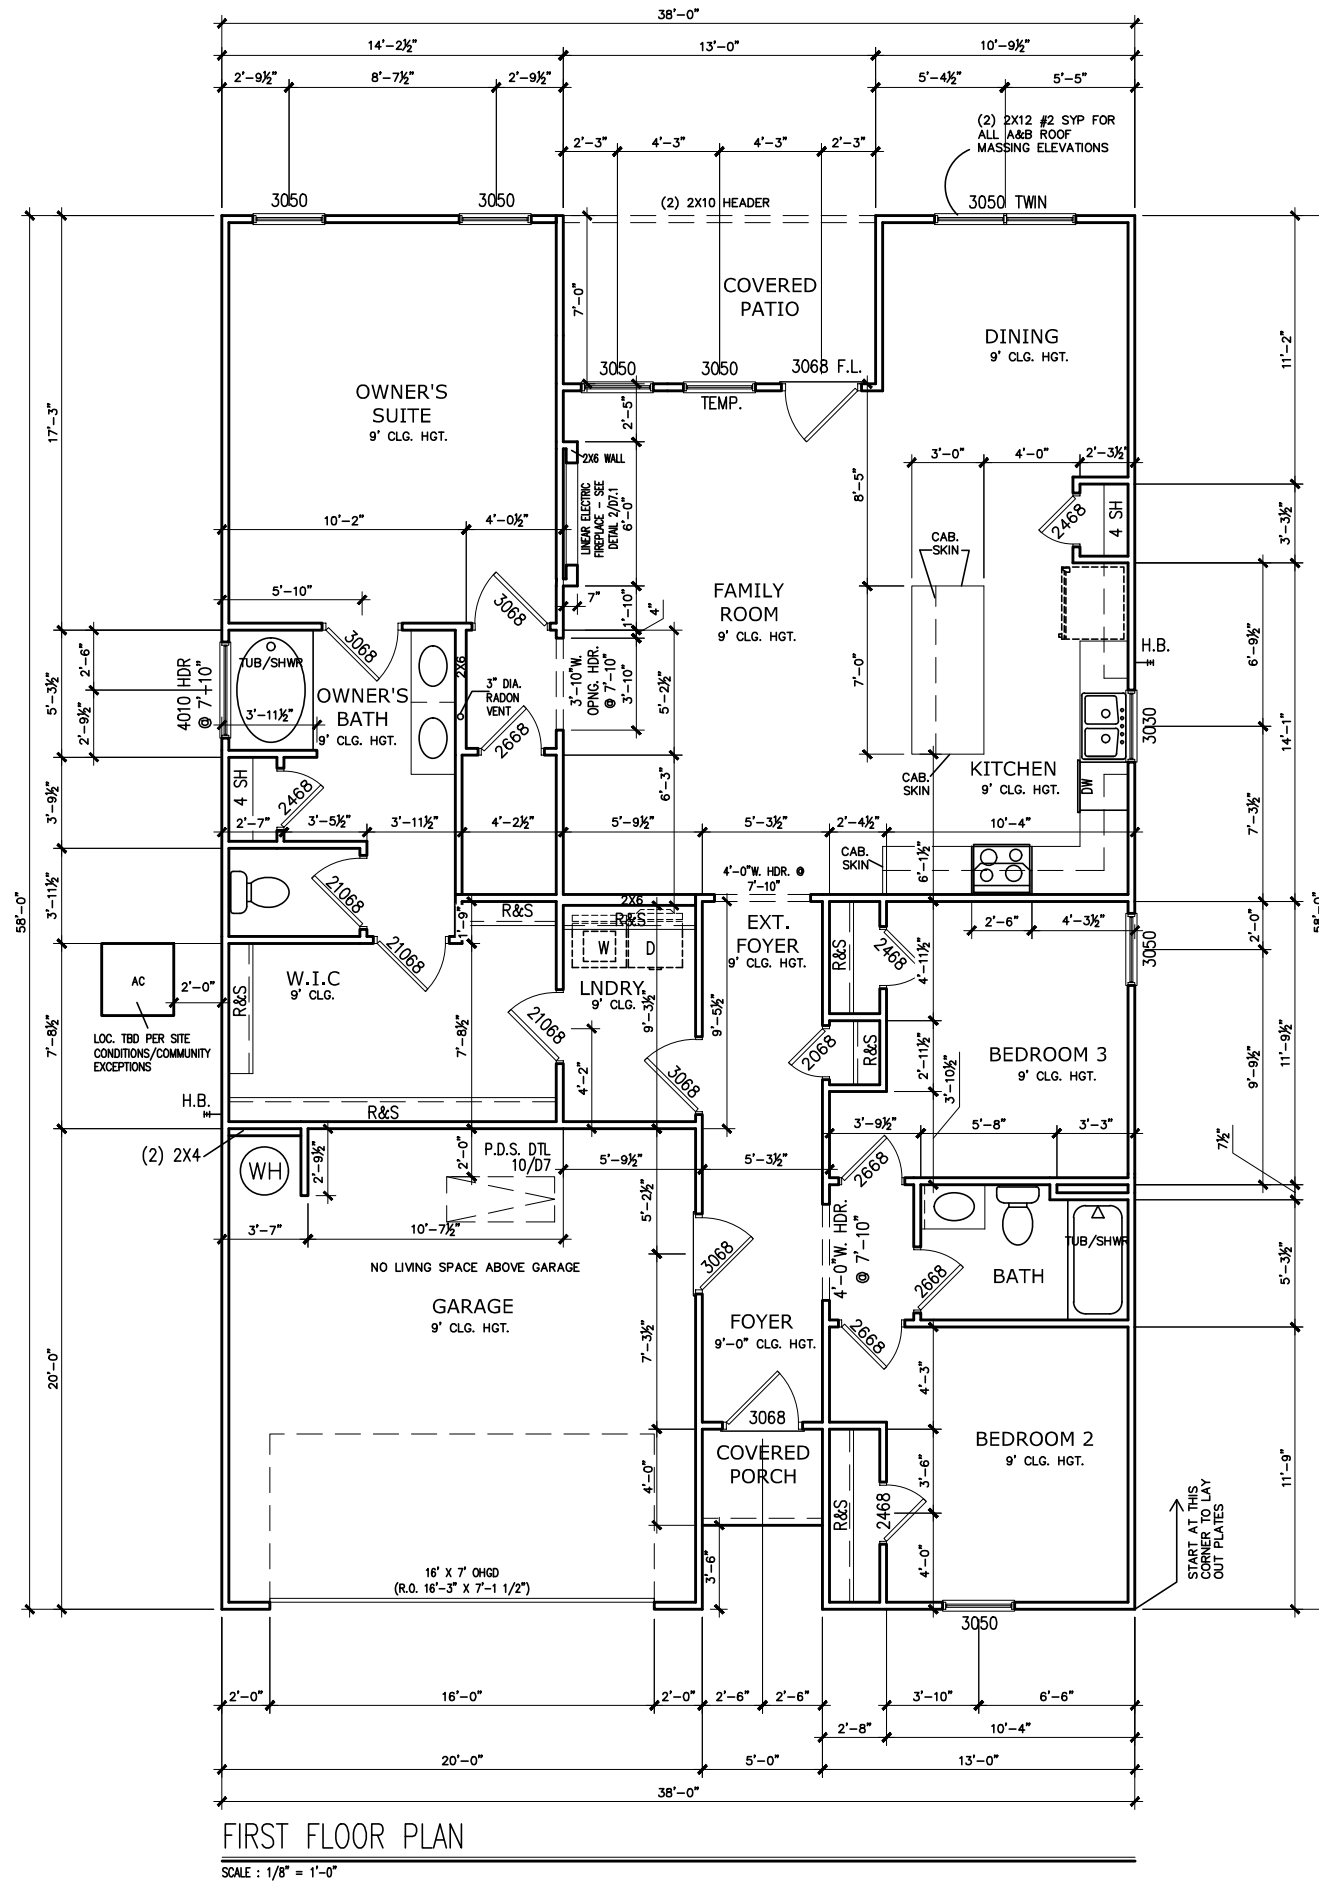 38'-0"
14'-2½"
13'-0"
10'-9½"
2'-9½"
8'-7½"
2'-9½"
5'-4½"
5'-5"
(2) 2X12 #2 SYP FOR
ALL A&B ROOF
MASSING ELEVATIONS
2'-3"
4'-3"
4'-3"
2'-3"
3050
3050
(2) 2X10 HEADER
3050 TWIN
7'-0"
COVERED
PATIO
DINING
9' CLG. HGT.
11'-2"
3050
3050
3068 F.L.
TEMP.
OWNER'S
SUITE
9' CLG. HGT.
17'-3"
2'-5"
2X6 WALL
LINEAR ELECTRIC
FIREPLACE - SEE
DETAIL 2/D7.1
6'-0"
8'-5"
3'-0"
4'-0"
2'-3½"
2468
4 SH
3'-3½"
10'-2"
4'-0½"
CAB.
SKIN
5'-10"
3068
3068
7"
1'-10"
4"
FAMILY
ROOM
9' CLG. HGT.
6'-9½"
H.B.
2'-6"
5'-3½"
2'-9½"
4010 HDR
@ 7'-10"
TUB/SHWR
3'-11½"
OWNER'S
BATH
9' CLG. HGT.
2X6
3" DIA.
RADON
VENT
2668
3'-10"W.
OPNG. HDR.
@ 7'-10"
3'-10"
5'-2½"
7'-0"
3030
14'-1"
KITCHEN
9' CLG. HGT.
DW
CAB.
SKIN
6'-3"
4 SH
2468
3'-9½"
7'-3½"
2'-7"
3'-5½"
3'-11½"
4'-2½"
5'-9½"
5'-3½"
2'-4½"
10'-4"
CAB.
SKIN
6'-1½"
4'-0"W. HDR. @
7'-10"
58'-0"
3'-11½"
21068
1'-9"
R&S
2X6
R&S
W
D
EXT.
FOYER
9' CLG. HGT.
R&S
2468
4'-11½"
2'-6"
4'-3½"
3050
2'-0"
58'-0"
21068
AC
2'-0"
W.I.C
9' CLG.
R&S
LNDRY
9' CLG.
9'-3½"
9'-5½"
LOC. TBD PER SITE
CONDITIONS/COMMUNITY
EXCEPTIONS
7'-8½"
7'-8½"
21068
4'-2"
3068
2068
R&S
2'-11½"
3'-10½"
BEDROOM 3
9' CLG. HGT.
9'-9½"
11'-9½"
H.B.
R&S
(2) 2X4
WH
2'-9½"
2'-0"
P.D.S. DTL
10/D7
5'-9½"
5'-3½"
3'-9½"
5'-8"
3'-3"
2668
7½"
3'-7"
10'-7½"
5'-2½"
3068
4'-0"W. HDR.
@ 7'-10"
TUB/SHWR
BATH
2668
5'-3½"
NO LIVING SPACE ABOVE GARAGE
GARAGE
9' CLG. HGT.
FOYER
9'-0" CLG. HGT.
2668
7'-3½"
20'-0"
4'-3"
3068
BEDROOM 2
9' CLG. HGT.
COVERED
PORCH
4'-0"
3'-6"
R&S
2468
11'-9"
START AT THIS
CORNER TO LAY
OUT PLATES
16' X 7' OHGD
(R.O. 16'-3" X 7'-1 1/2")
3'-6"
4'-0"
3050
2'-0"
16'-0"
2'-0"
2'-6"
2'-6"
3'-10"
6'-6"
2'-8"
10'-4"
20'-0"
5'-0"
13'-0"
38'-0"
FIRST FLOOR PLAN
SCALE : 1/8" = 1'-0"